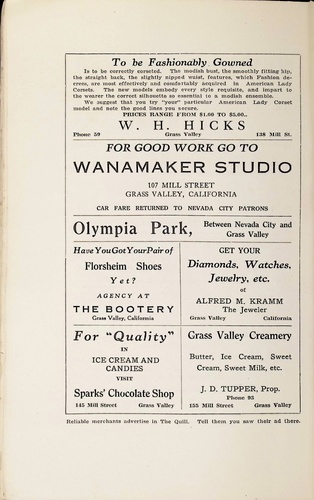 To be Fashionably Gowned
Is to be correctly corseted. The modish bust, the smoothly fitting hip,
the straight back, the slightly nipped waist, features, which Fashion de-
crees, are most effectively and comfortably acquired in American Lady
Corsets. The new models embody every style requisite, and impart to
the wearer the correct silhouette so essential to a modish ensemble.
We suggest that you try "your" particular American Lady Corset
model and note the good lines you secure.
PRICES RANGE FROM $1.00 TO $5.00..
W. H. HICKS
Phone 59 Grass Valley 138 Mill St.
FOR GOOD WORK GO TO
WANAMAKER STUDIO
107 MILL STREET
GRASS VALLEY, CALIFORNIA
CAR FARE RETURNED TO NEVADA CITY PATRONS
Olympia Park, Between Nevada City and
Grass Valley
Have You Got Your Pair of
Florsheim Shoes
Yet?
AGENCY AT
THE BOOTERY
Grass Valley, California
GET YOUR
Diamonds, Watches,
Jewelry, etc.
of
ALFRED M. KRAMM
The Jeweler
Grass Valley California
For "Quality"
IN
ICE CREAM AND
CANDIES
VISIT
Sparks' Chocolate Shop
145 Mill Street Grass Valley
Grass Valley Creamery
Butter, Ice Cream, Sweet
Cream, Sweet Milk, etc.
J. D. TUPPER, Prop.
Phone 93
155 Mill Street Grass Valley
Reliable merchants advertise in The Quill. Tell them you saw their ad there.